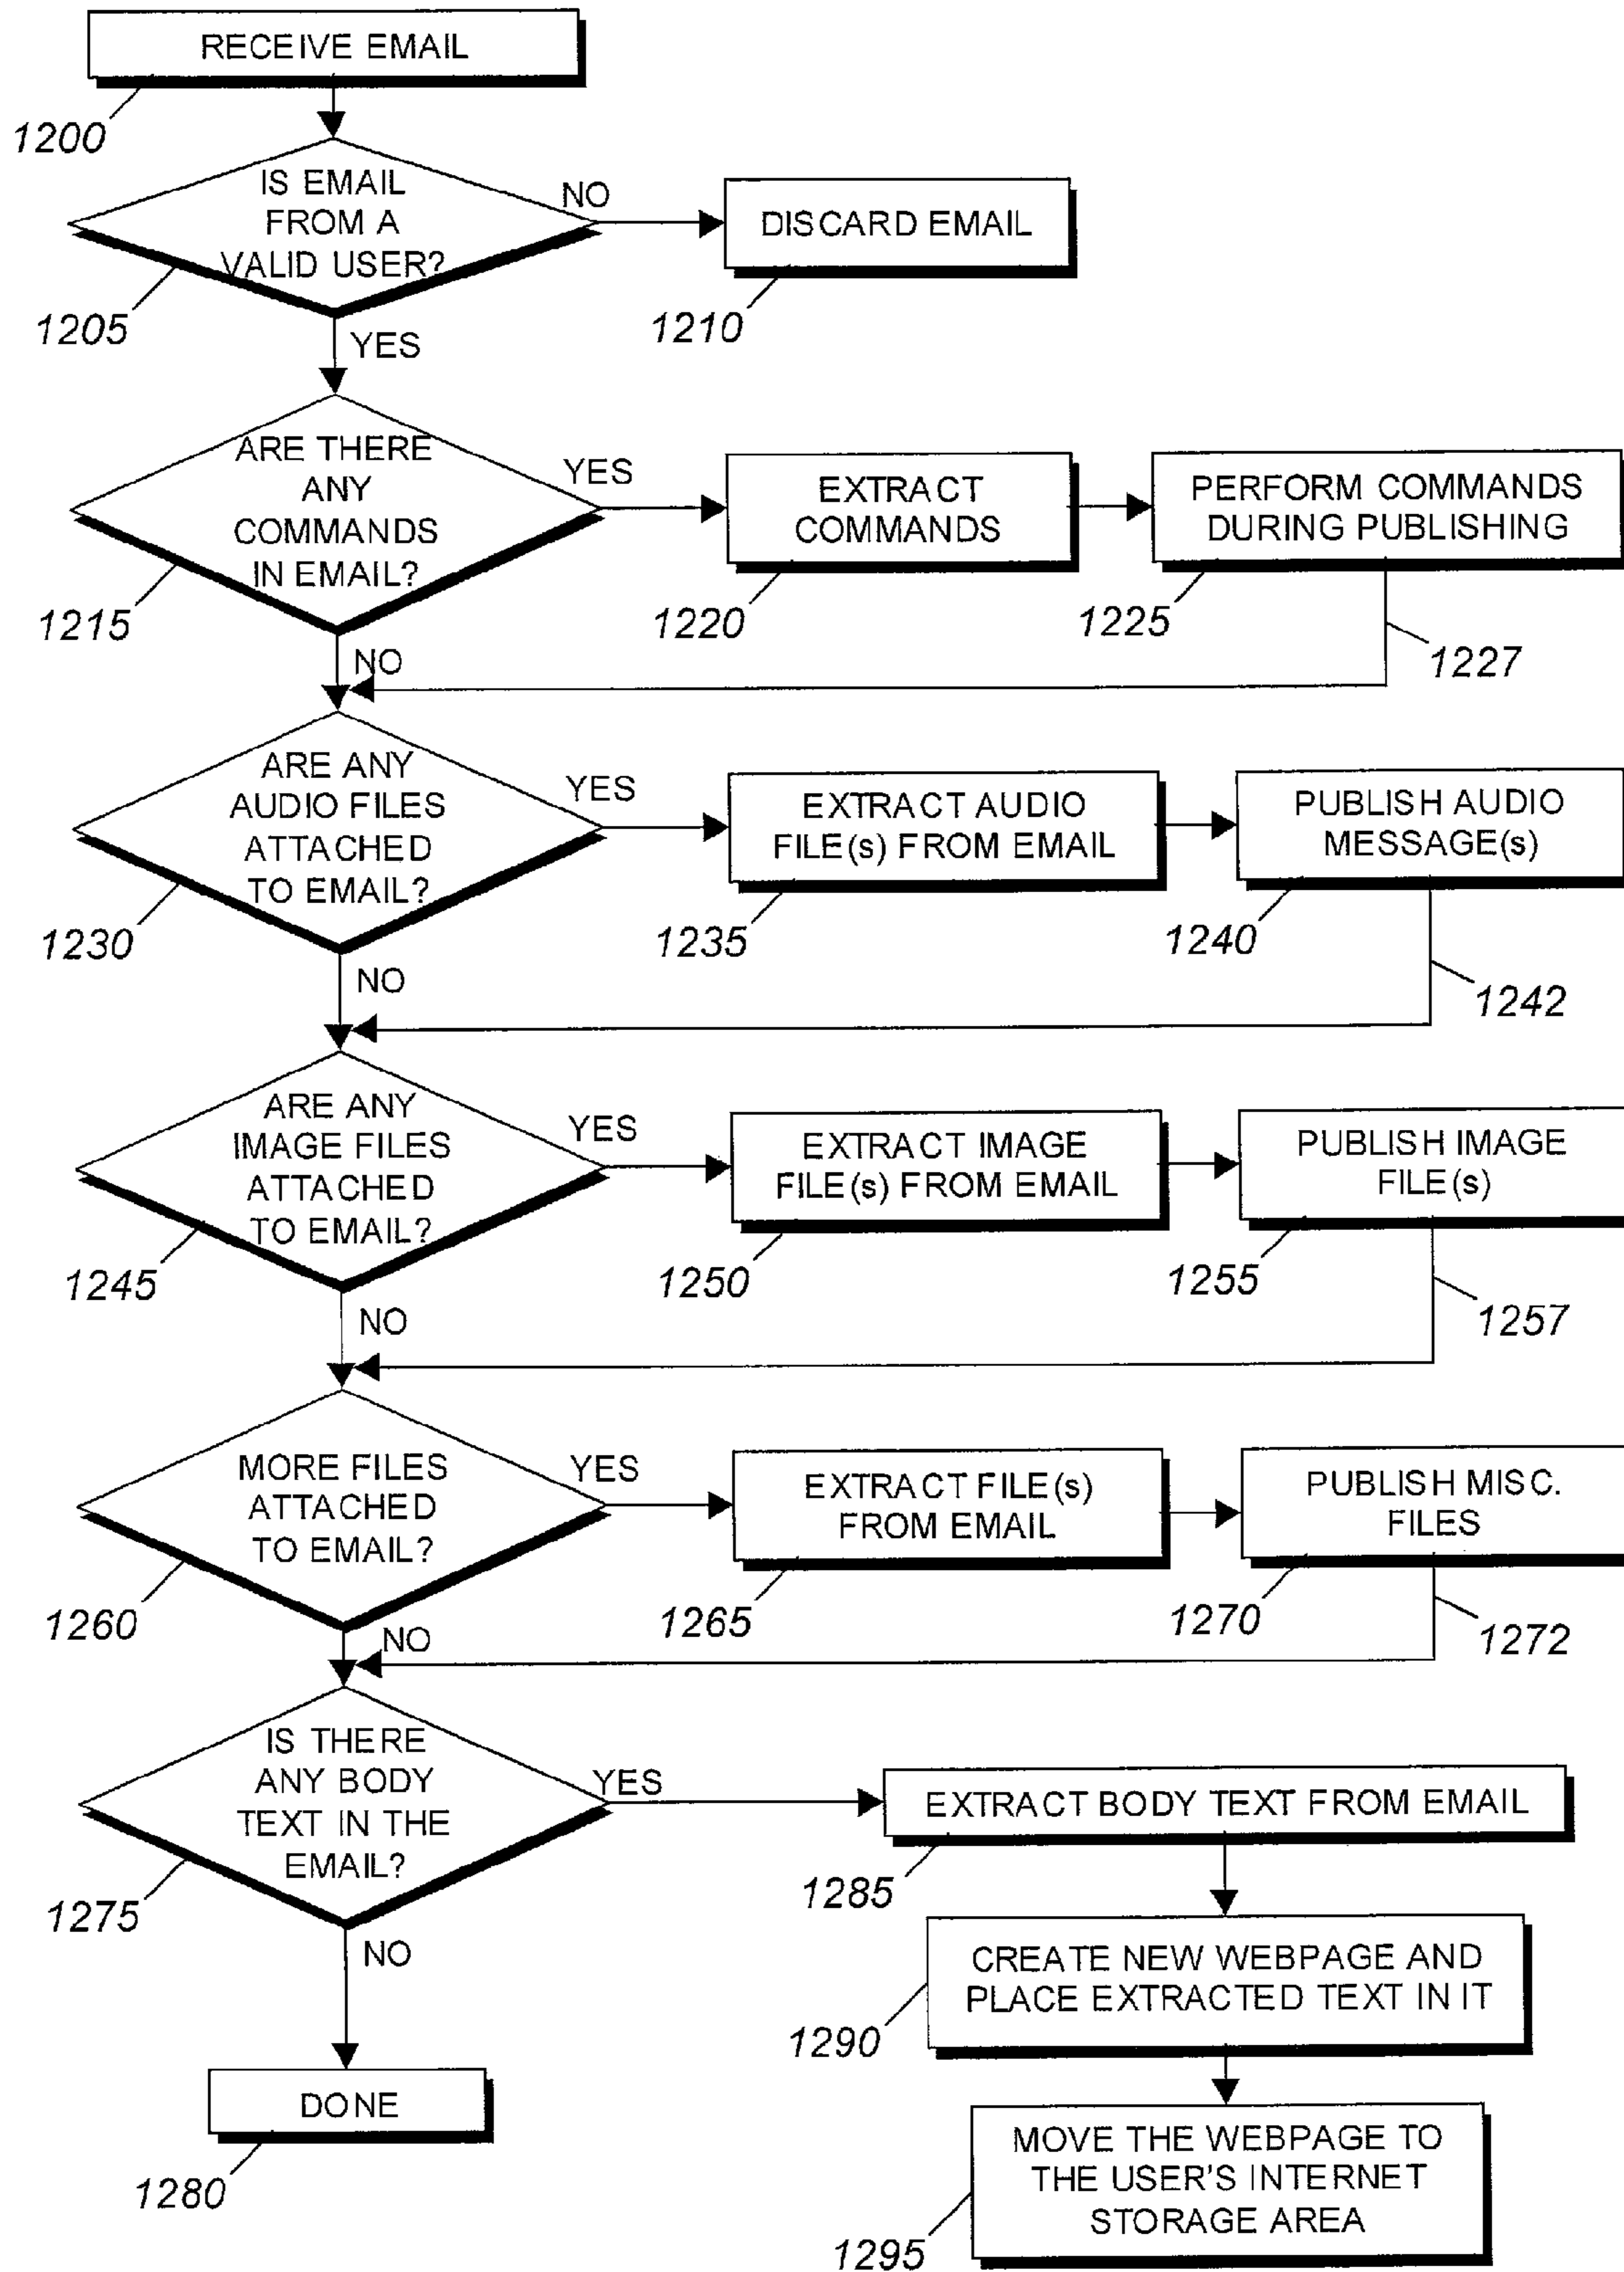 RECEIVE EMAIL
1200
IS EMAIL
FROM A
VALID USER?
NO
DISCARD EMAIL
1205
1210
YES
ARE THERE
ANY
COMMANDS
IN EMAIL?
YES
EXTRACT
COMMANDS
PERFORM COMMANDS
DURING PUBLISHING
1215
1220
1225
1227
NO
ARE ANY
AUDIO FILES
ATTACHED
TO EMAIL?
YES
EXTRACT AUDIO
FILE(s) FROM EMAIL
PUBLISH AUDIO
MESSAGE(s)
1230
1235
1240
1242
NO
ARE ANY
IMAGE FILES
ATTACHED
TO EMAIL?
YES
EXTRACT IMAGE
FILE(s) FROM EMAIL
PUBLISH IMAGE
FILE(s)
1245
1250
1255
1257
NO
MORE FILES
ATTACHED
TO EMAIL?
YES
EXTRACT FILE(s)
FROM EMAIL
PUBLISH MISC.
FILES
1260
1265
1270
1272
NO
IS THERE
ANY BODY
TEXT IN THE
EMAIL?
YES
EXTRACT BODY TEXT FROM EMAIL
1275
1285
NO
CREATE NEW WEBPAGE AND
PLACE EXTRACTED TEXT IN IT
1290
DONE
1280
MOVE THE WEBPAGE TO
THE USER'S INTERNET
STORAGE AREA
1295